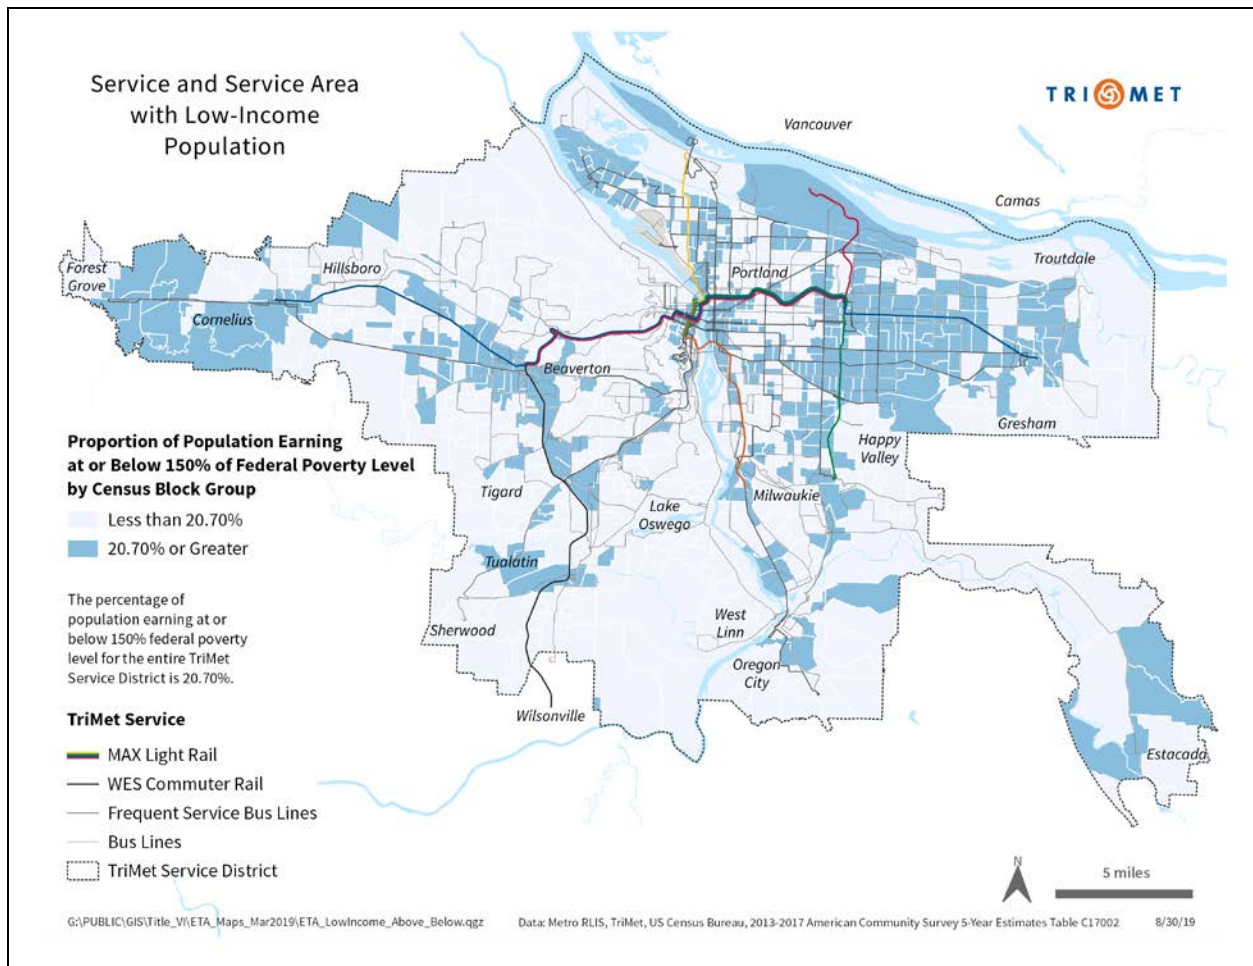 Service and Service Area
with Low-Income
Population
TRI MET
Vancouver
Camas
Troutdale
Portland
Forest
Grove
Hillsboro
Cornelius
Beaverton
Gresham
Happy
Valley
Proportion of Population Earning
at or Below 150% of Federal Poverty Level
by Census Block Group
Less than 20.70%
20.70% or Greater
Tigard
Milwaukie
Lake
Oswego
Tualatin
The percentage of
population earning at or
below 150% federal poverty
level for the entire TriMet
Service District is 20.70%.
Sherwood
West
Linn
Oregon
City
Wilsonville
Estacada
TriMet Service
MAX Light Rail
WES Commuter Rail
Frequent Service Bus Lines
Bus Lines
TriMet Service District
N
5 miles
G:\PUBLIC\GIS\Title_VI\ETA_Maps_Mar2019\ETA_LowIncome_Above_Below.qgz
Data: Metro RLIS, TriMet, US Census Bureau, 2013-2017 American Community Survey 5-Year Estimates Table C17002
8/30/19